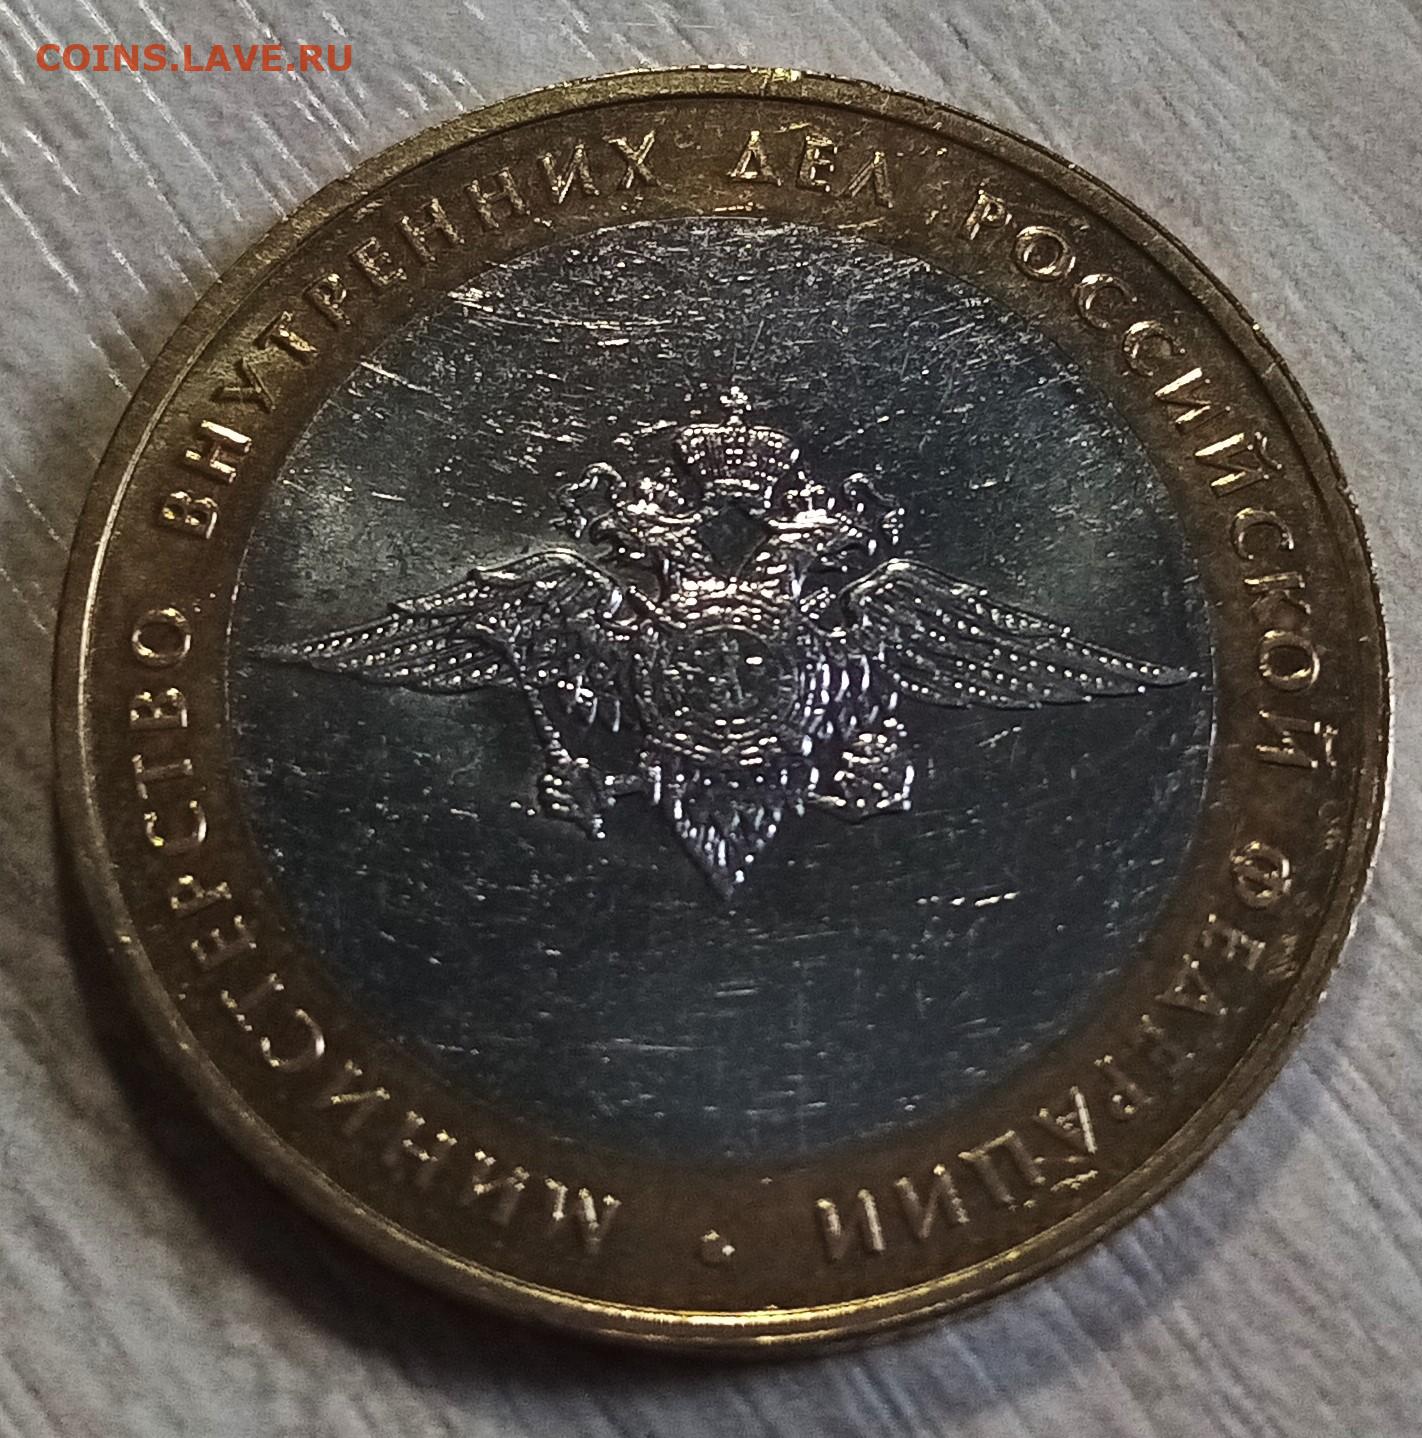 COINS.LAVE.RU
МИНИСТЕРСТВО ВНУТРЕННИХ ДЕЛ РОССИЙСКОЙ ФЕДЕРАЦИИ